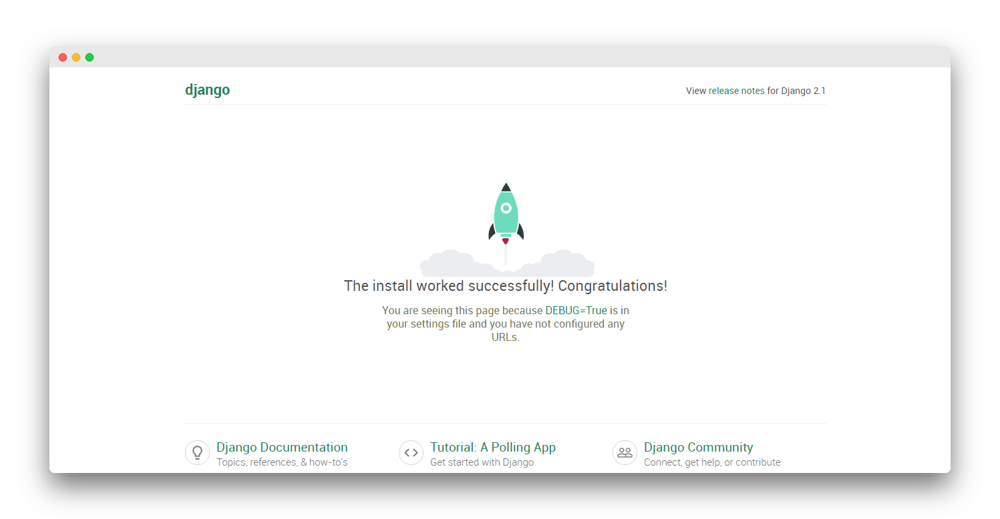 django
View release notes for Django 2.1
The install worked successfully! Congratulations!
You are seeing this page because DEBUG=True is in
your settings file and you have not configured any
URLs.
Django Documentation
Topics, references, & how-to's
Tutorial: A Polling App
Get started with Django
Django Community
Connect, get help, or contribute